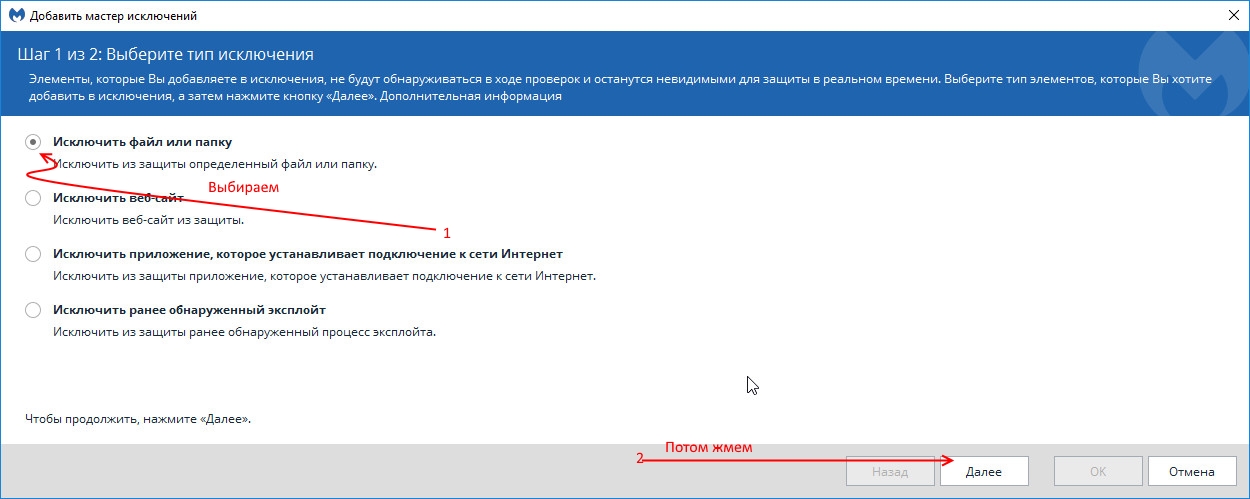 Добавить мастер исключений
Шаг 1 из 2: Выберите тип исключения
Элементы, которые Вы добавляете в исключения, не будут обнаруживаться в ходе проверок и останутся невидимыми для защиты в реальном времени. Выберите тип элементов, которые Вы хотите
добавить в исключения, а затем нажмите кнопку «Далее». Дополнительная информация
Исключить файл или папку
Исключить из защиты определенный файл или папку.
Выбираем
Исключить веб-сайт
Исключить веб-сайт из защиты.
1
Исключить приложение, которое устанавливает подключение к сети Интернет
Исключить из защиты приложение, которое устанавливает подключение к сети Интернет.
Исключить ранее обнаруженный эксплойт
Исключить из защиты ранее обнаруженный процесс эксплойта.
Чтобы продолжить, нажмите «Далее».
Потом жмем
2
Назад
Далее
OK
Отмена